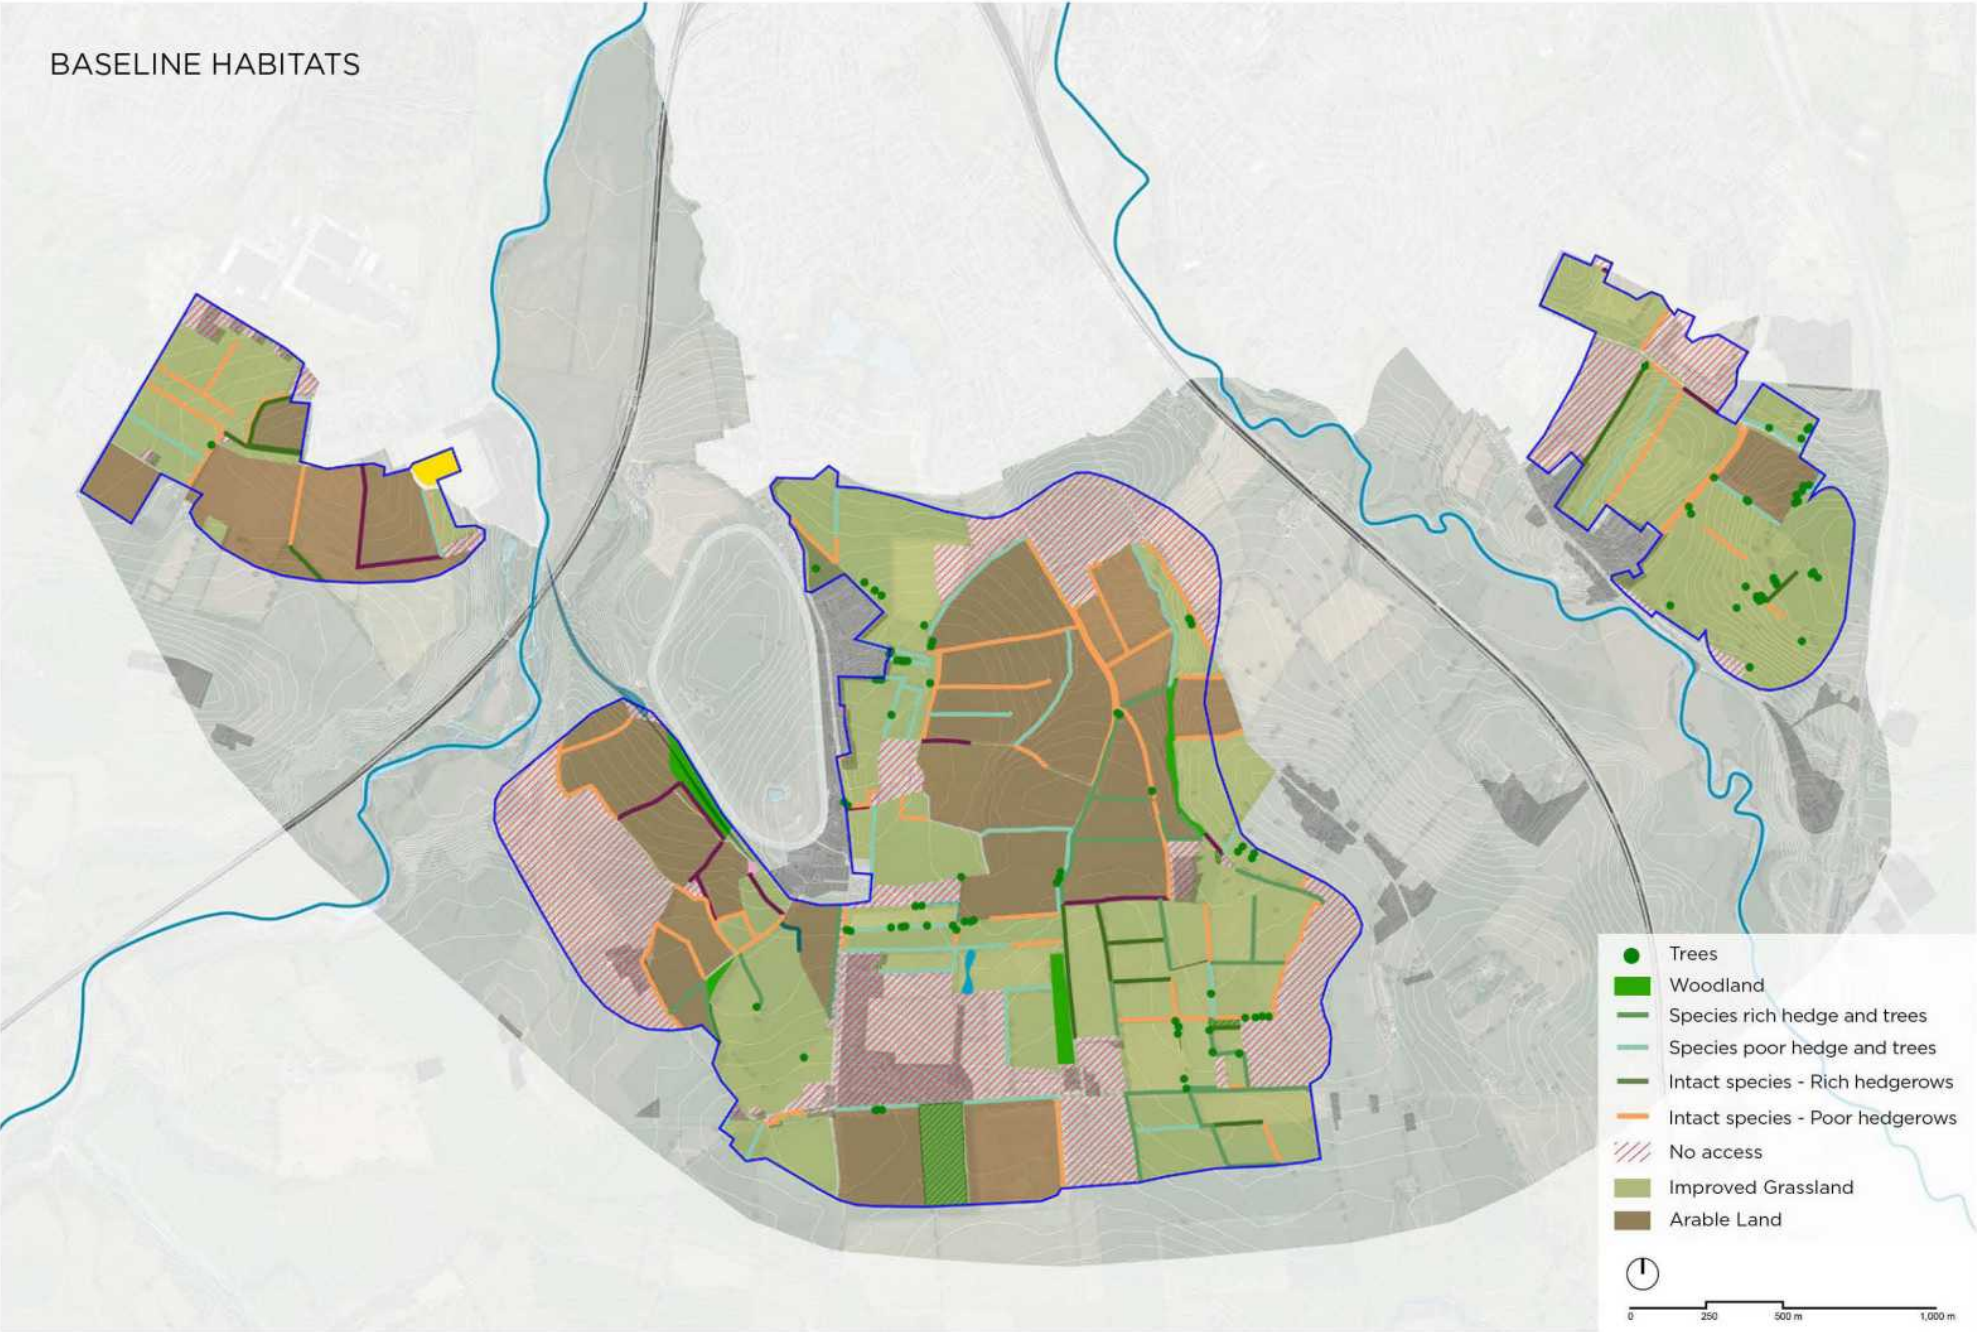 BASELINE HABITATS
Trees
Woodland
Species rich hedge and trees
Species poor hedge and trees
Intact species - Rich hedgerows
Intact species - Poor hedgerows
No access
Improved Grassland
Arable Land
0 250 500 m 1,000 m